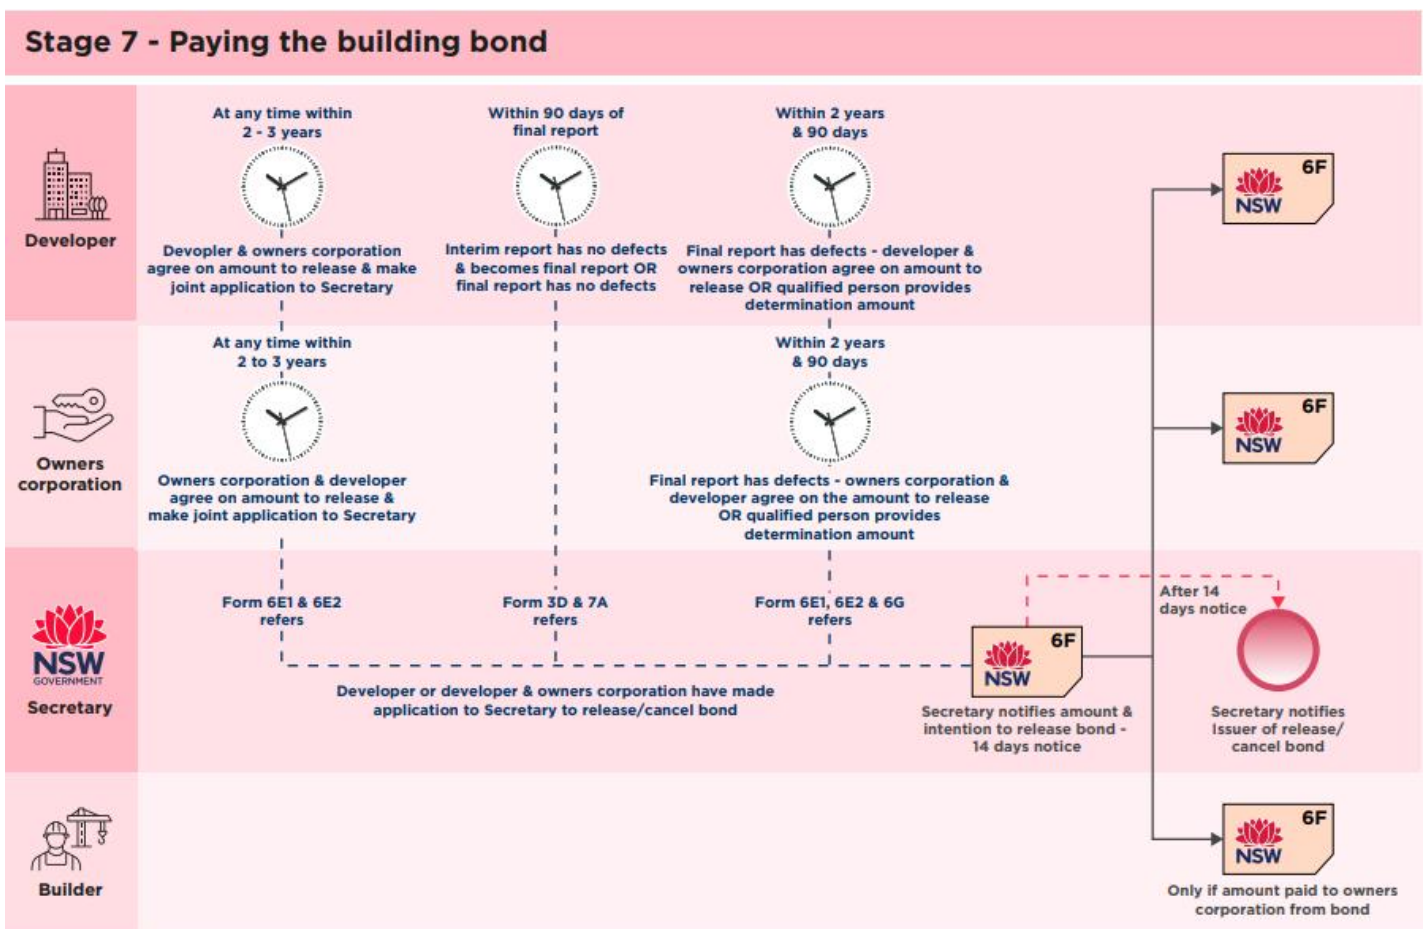 Stage 7 - Paying the building bond
Developer
At any time within
2 - 3 years
Devopler & owners corporation
agree on amount to release & make
joint application to Secretary
Within 90 days of
final report
Interim report has no defects
& becomes final report OR
final report has no defects
Within 2 years
& 90 days
Final report has defects - developer &
owners corporation agree on amount to
release OR qualified person provides
determination amount
6F
NSW
Owners
corporation
At any time within
2 to 3 years
Owners corporation & developer
agree on amount to release &
make joint application to Secretary
Within 2 years
& 90 days
Final report has defects - owners corporation &
developer agree on the amount to release
OR qualified person provides
determination amount
6F
NSW
NSW
GOVERNMENT
Secretary
Form 6E1 & 6E2
refers
Form 3D & 7A
refers
Form 6E1, 6E2 & 6G
refers
Developer or developer & owners corporation have made
application to Secretary to release/cancel bond
6F
NSW
Secretary notifies amount &
intention to release bond -
14 days notice
After 14
days notice
Secretary notifies
Issuer of release/
cancel bond
Builder
6F
NSW
Only if amount paid to owners
corporation from bond